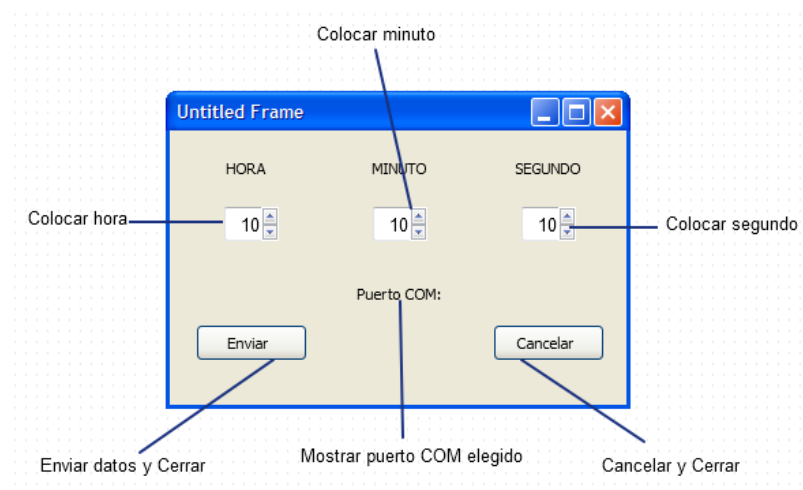 Colocar minuto
Untitled Frame
HORA MINUTO SEGUNDO
Colocar hora 10 10 10 Colocar segundo
Puerto COM:
Enviar Cancelar
Enviar datos y Cerrar Mostrar puerto COM elegido Cancelar y Cerrar